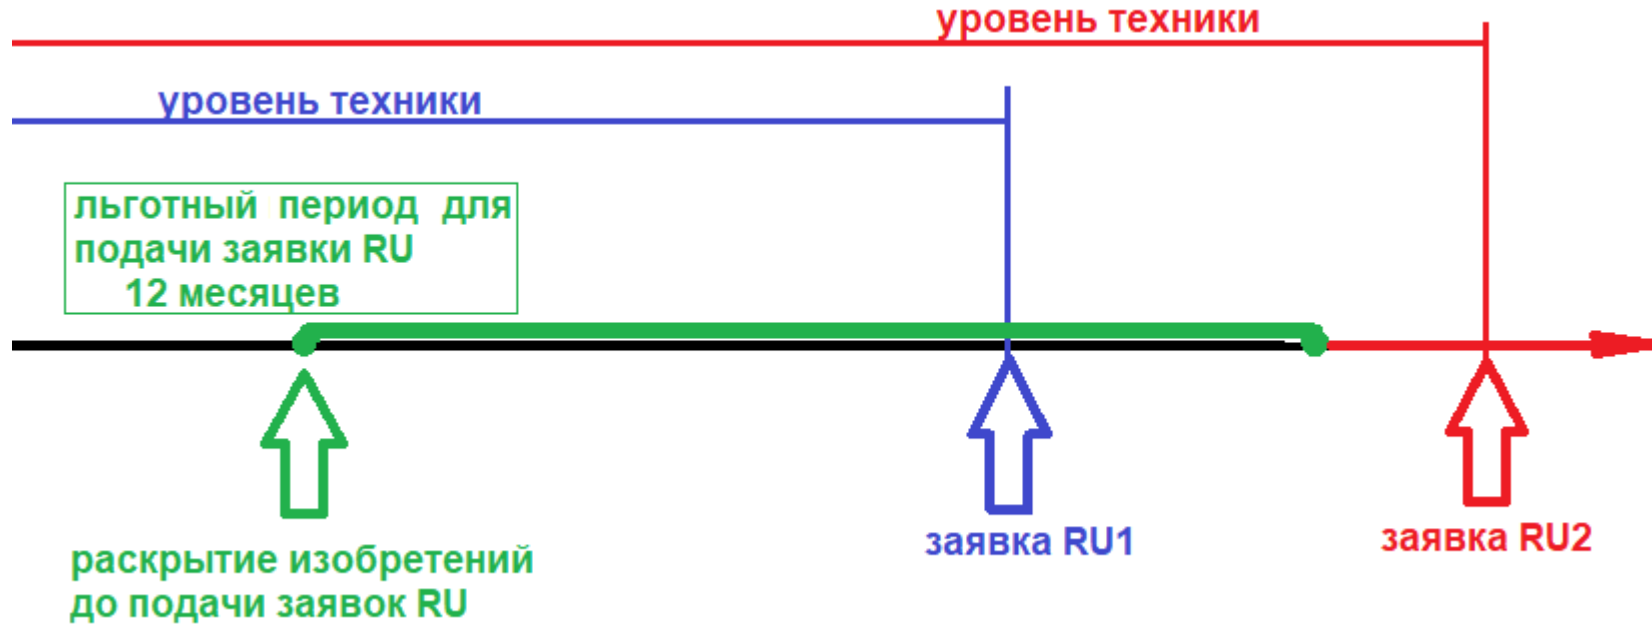 уровень техники
уровень техники
льготный период для
подачи заявки RU
12 месяцев
раскрытие изобретений
до подачи заявок RU
заявка RU1
заявка RU2